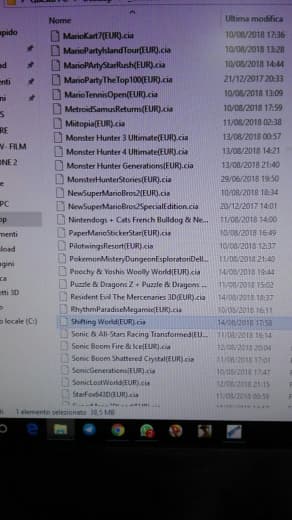 Nome Ultima modifica
MarioKart7(EUR).cia 10/08/2018 17:36
MarioPartyIslandTour(EUR).cia 10/08/2018 13:28
MarioPArtyStarRush(EUR).cia 10/08/2018 14:44
MarioPartyTheTop100(EUR).cia 21/12/2017 20:33
MarioTennisOpen(EUR).cia 10/08/2018 13:09
MetroidSamusReturns(EUR).cia 10/08/2018 17:59
Miitopia(EUR).cia 11/08/2018 02:38
Monster Hunter 3 Ultimate(EUR).cia 13/08/2018 00:57
Monster Hunter 4 Ultimate(EUR).cia 13/08/2018 14:21
Monster Hunter Generations(EUR).cia 13/08/2018 21:40
MonsterHunterStories(EUR).cia 29/06/2018 19:50
NewSuperMarioBros2(EUR).cia 10/08/2018 18:34
NewSuperMarioBros2SpecialEdition.cia 20/12/2017 14:01
Nintendogs + Cats French Bulldog & Ne... 11/08/2018 14:00
PaperMarioStickerStar(EUR).cia 10/08/2018 16:49
PilotwingsResort(EUR).cia 10/08/2018 12:37
PokemonMisteryDungeonEsploratoriDell... 11/08/2018 21:40
Poochy & Yoshis Woolly World(EUR).cia 14/08/2018 19:44
Puzzle & Dragons Z + Puzzle & Dragons ... 11/08/2018 15:02
Resident Evil The Mercenaries 3D(EUR).cia 14/08/2018 18:37
RhythmParadiseMegamix(EUR).cia 10/08/2018 16:11
Shifting World(EUR).cia 14/08/2018 17:58
Sonic & All-Stars Racing Transformed(EU... 11/08/2018 16:14
Sonic Boom Fire & Ice(EUR).cia 12/08/2018 20:04
Sonic Boom Shattered Crystal(EUR).cia 11/08/2018 17:01
SonicGenerations(EUR).cia 10/08/2018 17:47
SonicLostWorld(EUR).cia 12/08/2018 21:15
StarFox643D(EUR).cia 11/08/2018 00:59
rapido
FILM
ONE 2
PC
menti
load
gini
ca
etti 3D
o locale (C:)
1 elemento selezionato 38,5 MB